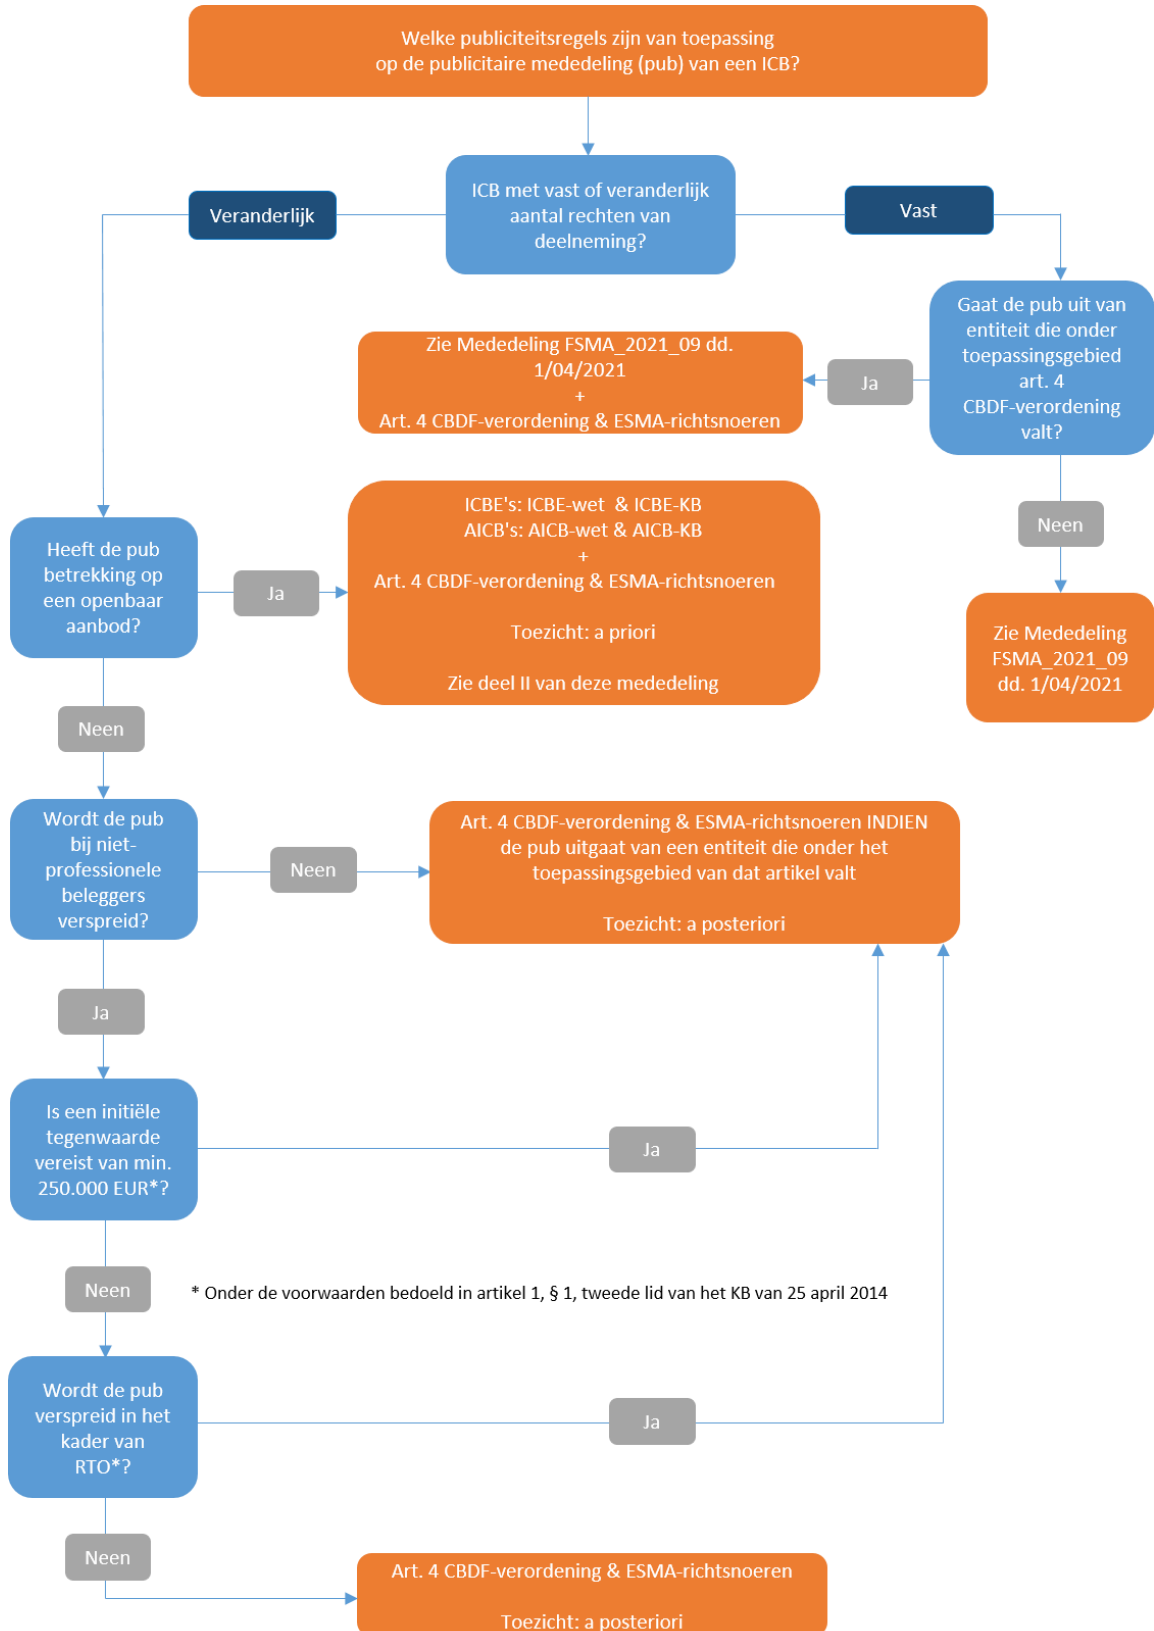 Welke publiciteitsregels zijn van toepassing
op de publicitaire mededeling (pub) van een ICB?
ICB met vast of veranderlijk
aantal rechten van
deelneming?
Veranderlijk
Vast
Gaat de pub uit van
entiteit die onder
toepassingsgebied
art. 4
CBDF-verordening
valt?
Ja
Zie Mededeling FSMA_2021_09 dd.
1/04/2021
+
Art. 4 CBDF-verordening & ESMA-richtsnoeren
Neen
Zie Mededeling
FSMA_2021_09
dd. 1/04/2021
Heeft de pub
betrekking op
een openbaar
aanbod?
Ja
ICBE's: ICBE-wet & ICBE-KB
AICB's: AICB-wet & AICB-KB
+
Art. 4 CBDF-verordening & ESMA-richtsnoeren
Toezicht: a priori
Zie deel II van deze mededeling
Neen
Wordt de pub
bij niet-
professionele
beleggers
verspreid?
Neen
Art. 4 CBDF-verordening & ESMA-richtsnoeren INDIEN
de pub uitgaat van een entiteit die onder het
toepassingsgebied van dat artikel valt
Toezicht: a posteriori
Ja
Is een initiële
tegenwaarde
vereist van min.
250.000 EUR*?
Ja
Neen
* Onder de voorwaarden bedoeld in artikel 1, § 1, tweede lid van het KB van 25 april 2014
Wordt de pub
verspreid in het
kader van
RTO*?
Ja
Neen
Art. 4 CBDF-verordening & ESMA-richtsnoeren
Toezicht: a posteriori